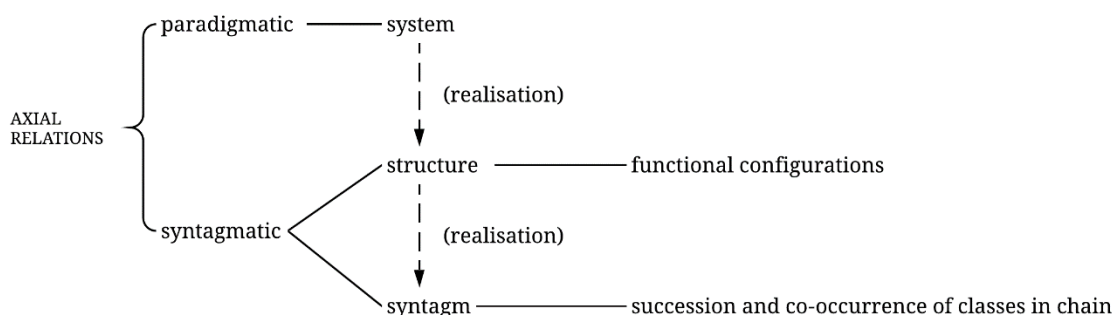 paradigmatic system
(realisation)
AXIAL
RELATIONS
structure functional configurations
syntagmatic
(realisation)
syntagm succession and co-occurrence of classes in chain